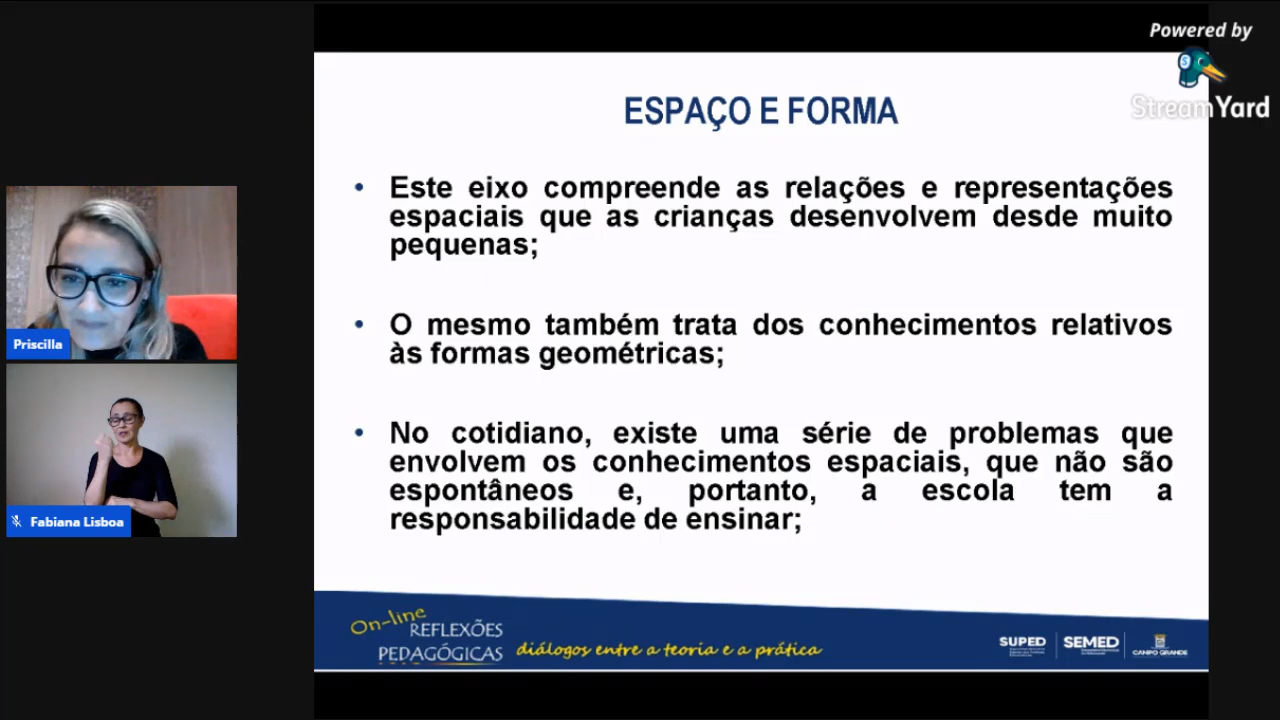 Powered by
StreamYard
ESPAÇO E FORMA
• Este eixo compreende as relações e representações
espaciais que as crianças desenvolvem desde muito
pequenas;
• O mesmo também trata dos conhecimentos relativos
às formas geométricas;
• No cotidiano, existe uma série de problemas que
envolvem os conhecimentos espaciais, que não são
espontâneos e, portanto, a escola tem a
responsabilidade de ensinar;
Priscilla
Fabiana Lisboa
On-line
REFLEXÕES
PEDAGÓGICAS
diálogos entre a teoria e a prática
SUPED
SEMED
CAMPO GRANDE